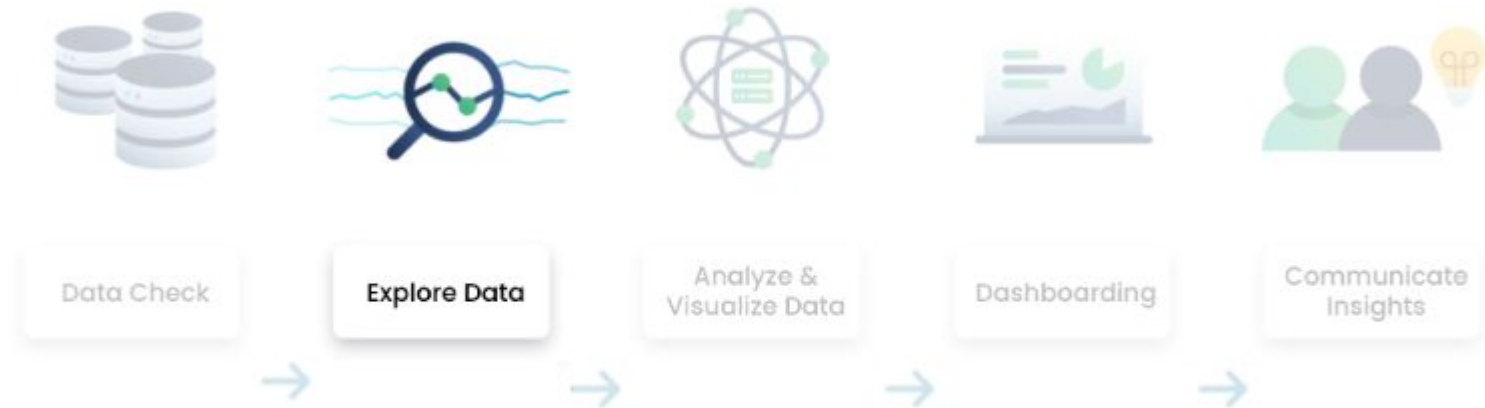 Data Check
Explore Data
Analyze &
Visualize Data
Dashboarding
Communicate
Insights